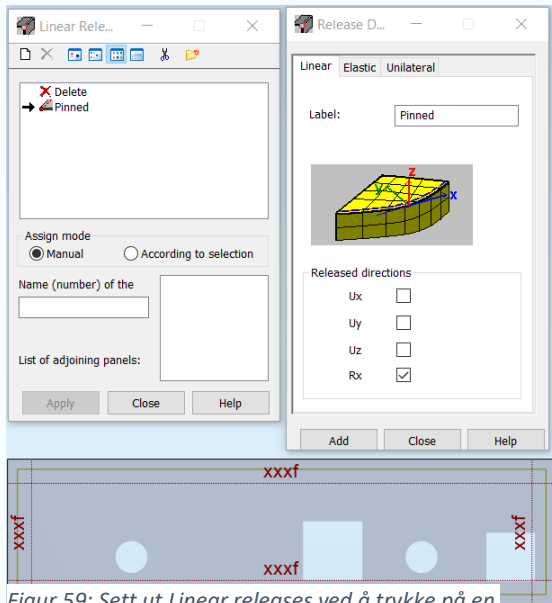 Linear Rele...
Delete
Pinned
Assign mode
Manual
According to selection
Name (number) of the
List of adjoining panels:
Apply
Close
Help
Release D...
Linear
Elastic
Unilateral
Label:
Pinned
z
y
x
Released directions
Ux
Uy
Uz
Rx
Add
Close
Help
xxxf
xxxf
xxxf
xxxf
Figur 59: Sett ut Linear releases ved å trykke på en